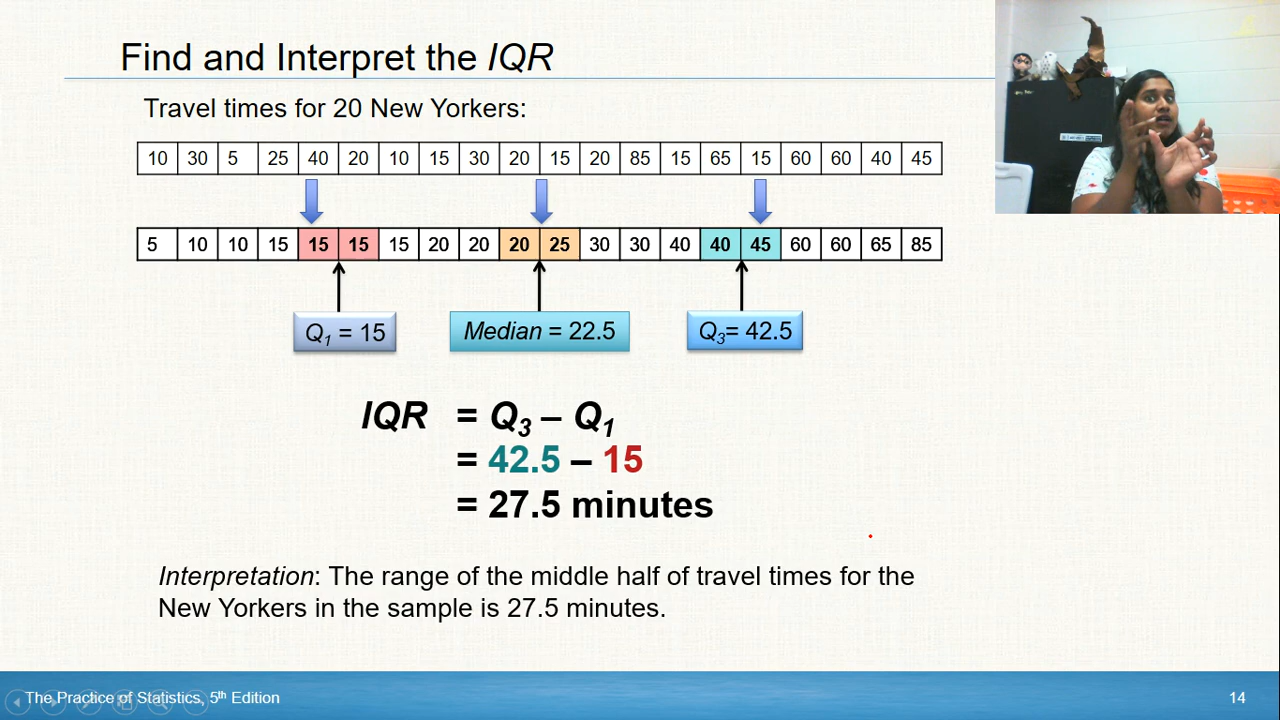 Find and Interpret the IQR
Travel times for 20 New Yorkers:
10 30 5 25 40 20 10 15 30 20 15 20 85 15 65 15 60 60 40 45
5 10 10 15 15 15 15 20 20 20 25 30 30 40 40 45 60 60 65 85
Q1 = 15
Median = 22.5
Q3= 42.5
IQR = Q3 – Q1
= 42.5 – 15
= 27.5 minutes
Interpretation: The range of the middle half of travel times for the
New Yorkers in the sample is 27.5 minutes.
The Practice of Statistics, 5th Edition
14